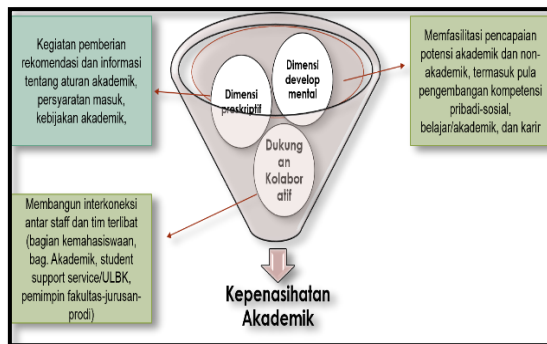 Kegiatan pemberian
rekomendasi dan informasi
tentang aturan akademik,
persyaratan masuk,
kebijakan akademik,
Dimensi
preskriptif
Dimensi
develop
mental
Dukung
an
Kolabor
atif
Memfasilitasi pencapaian
potensi akademik dan non-
akademik, termasuk pula
pengembangan kompetensi
pribadi-sosial,
belajar/akademik, dan karir
Membangun interkoneksi
antar staff dan tim terlibat
(bagian kemahasiswaan,
bag. Akademik, student
support service/ULBK,
pemimpin fakultas-jurusan-
prodi)
Kepenasihatan
Akademik